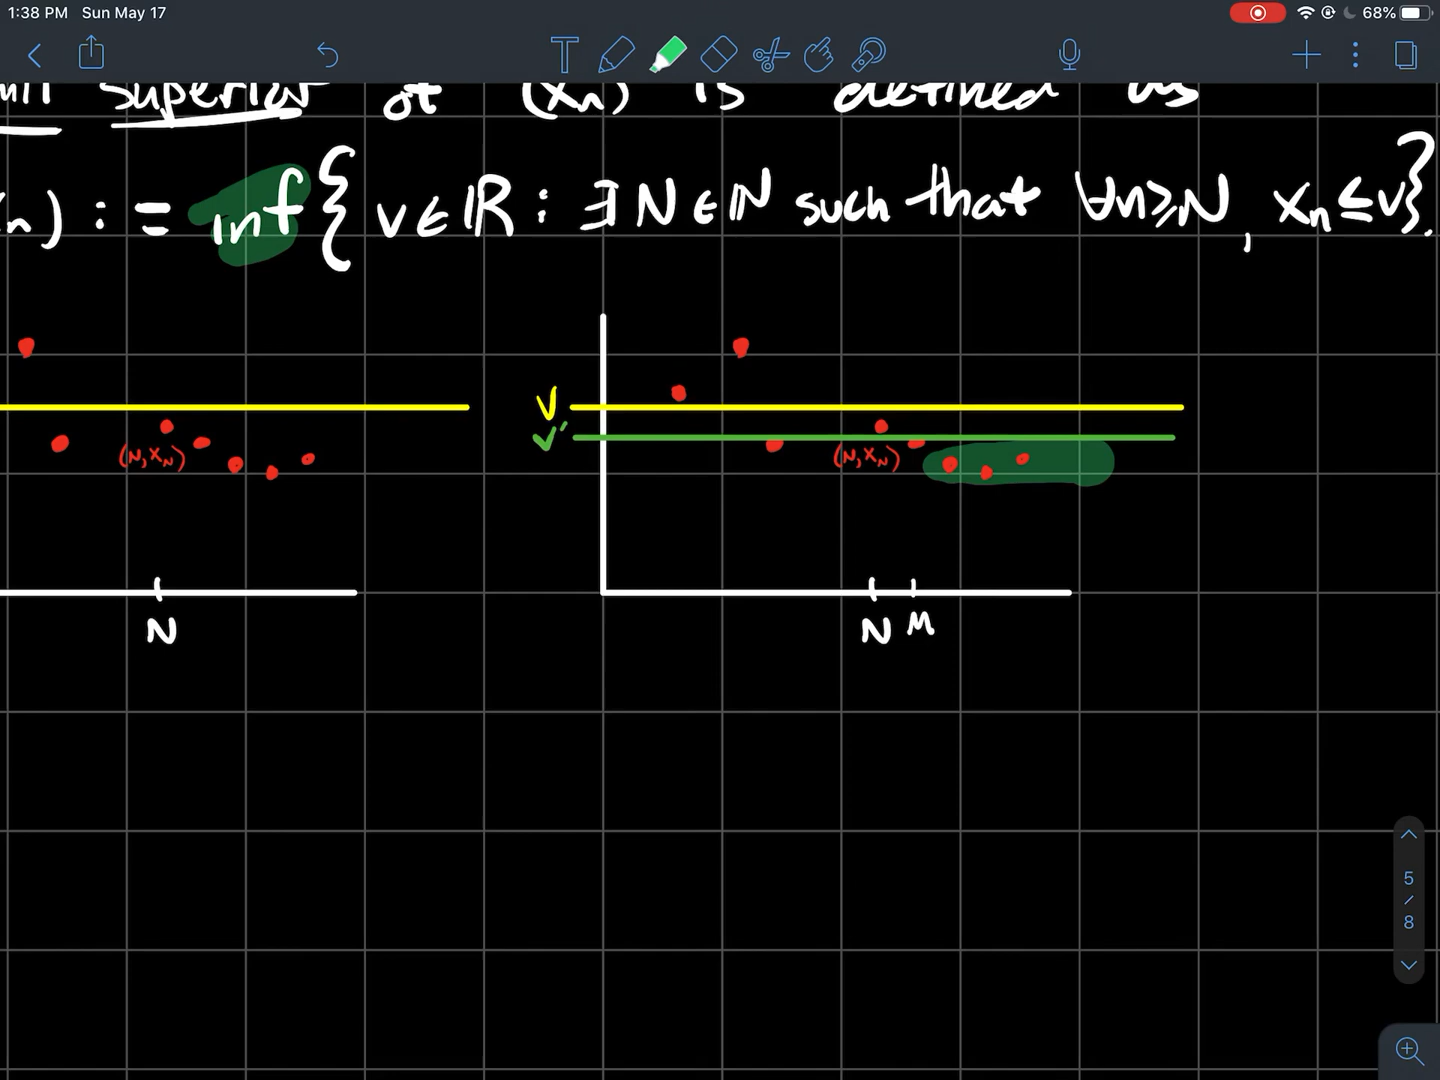 1:38 PM Sun May 17 68%
superior of (xn) is defined as
n) := inf{ v∈ℝ : ∃N∈ℕ such that ∀n≥N, xn≤v}.
V
V'
(N, xN) (N, xN)
N N M
5
/
8